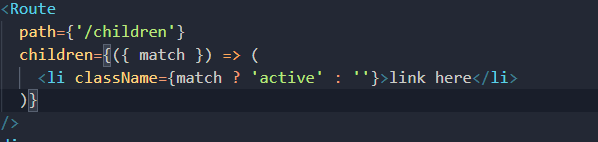 <Route
path={'/children'}
children={({ match }) => (
<li className={match ? 'active' : ''}>link here</li>
)}
/>